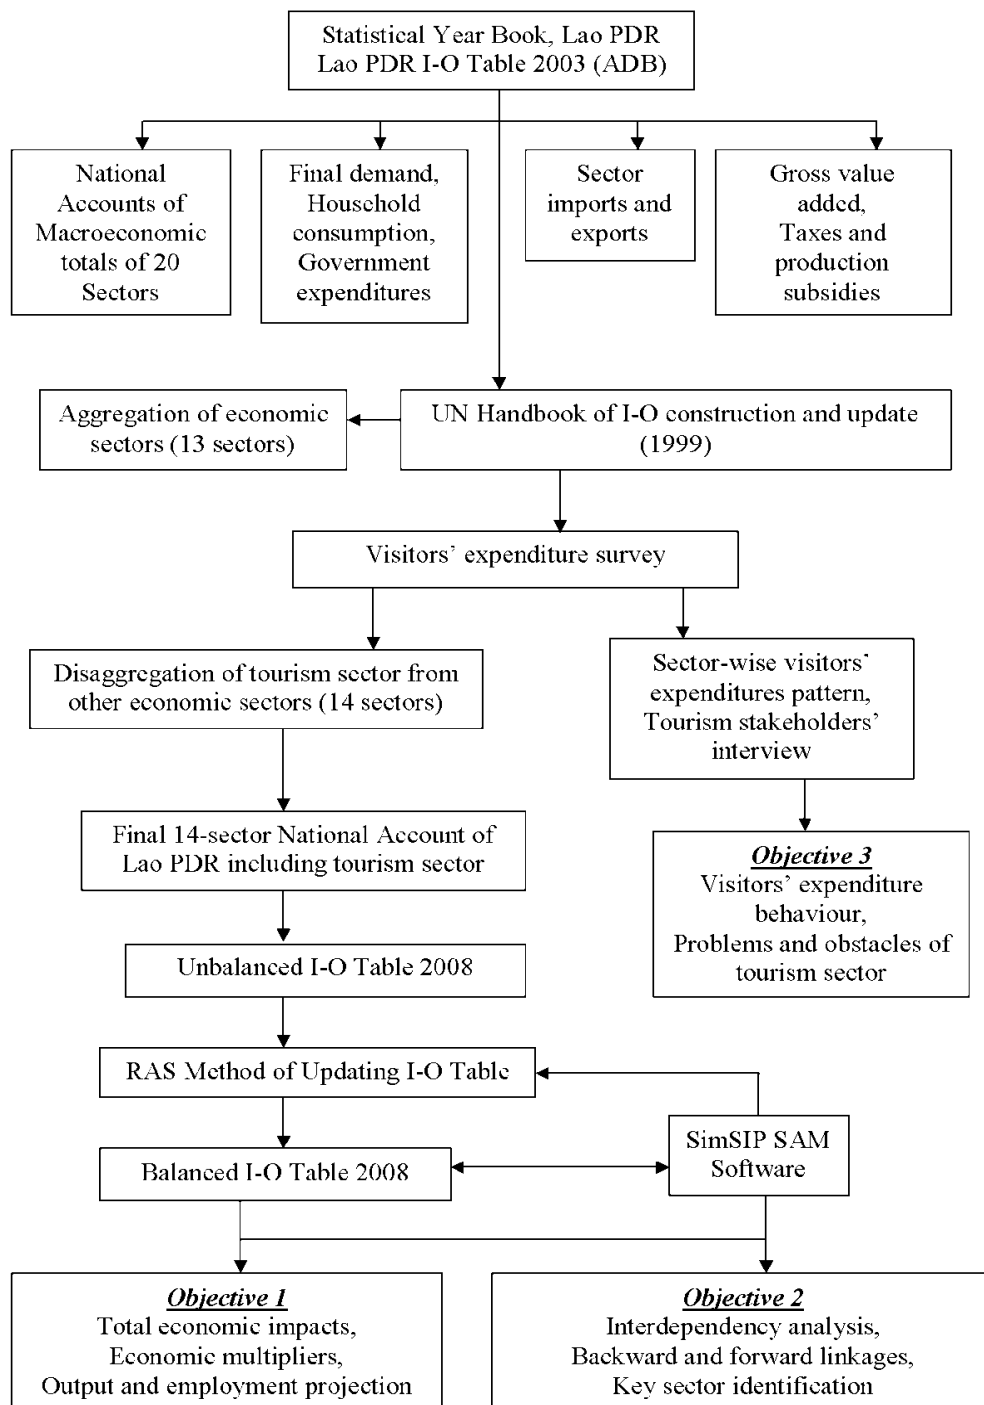 Statistical Year Book, Lao PDR
Lao PDR I-O Table 2003 (ADB)
National
Accounts of
Macroeconomic
totals of 20
Sectors
Final demand,
Household
consumption,
Government
expenditures
Sector
imports and
exports
Gross value
added,
Taxes and
production
subsidies
Aggregation of economic
sectors (13 sectors)
UN Handbook of I-O construction and update
(1999)
Visitors' expenditure survey
Disaggregation of tourism sector from
other economic sectors (14 sectors)
Sector-wise visitors'
expenditures pattern,
Tourism stakeholders'
interview
Final 14-sector National Account of
Lao PDR including tourism sector
Objective 3
Visitors' expenditure
behaviour,
Problems and obstacles of
tourism sector
Unbalanced I-O Table 2008
RAS Method of Updating I-O Table
SimSIP SAM
Software
Balanced I-O Table 2008
Objective 1
Total economic impacts,
Economic multipliers,
Output and employment projection
Objective 2
Interdependency analysis,
Backward and forward linkages,
Key sector identification